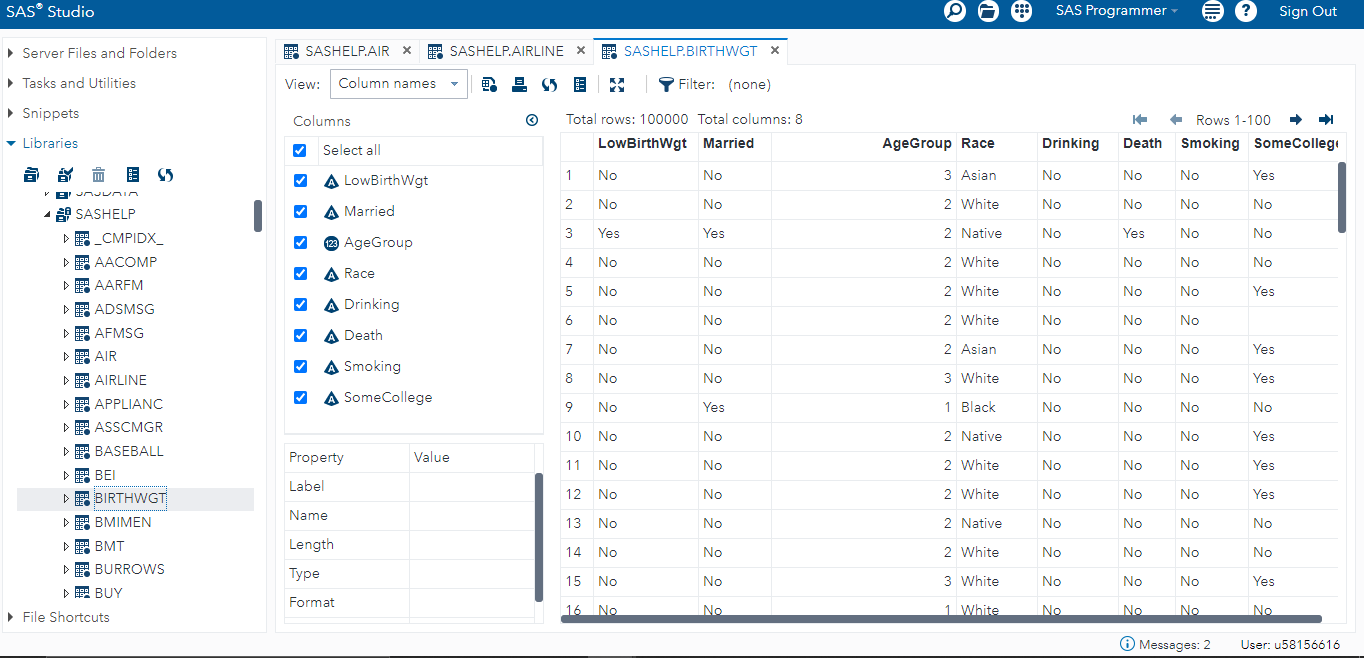 SAS® Studio
SAS Programmer
Sign Out
Server Files and Folders
Tasks and Utilities
Snippets
Libraries
SASDATA
SASHELP
_CMPIDX_
AACOMP
AARFM
ADSMSG
AFMSG
AIR
AIRLINE
APPLIANC
ASSCMGR
BASEBALL
BEI
BIRTHWGT
BMIMEN
BMT
BURROWS
BUY
File Shortcuts
SASHELP.AIR
SASHELP.AIRLINE
SASHELP.BIRTHWGT
View: Column names
Filter: (none)
Columns
Select all
LowBirthWgt
Married
123 AgeGroup
Race
Drinking
Death
Smoking
SomeCollege
Property Value
Label
Name
Length
Type
Format
Total rows: 100000 Total columns: 8
Rows 1-100
LowBirthWgt Married AgeGroup Race Drinking Death Smoking SomeCollege
1 No No 3 Asian No No No Yes
2 No No 2 White No No No No
3 Yes Yes 2 Native No Yes No No
4 No No 2 White No No No No
5 No No 2 White No No No Yes
6 No No 2 White No No No
7 No No 2 Asian No No No Yes
8 No No 3 White No No No Yes
9 No Yes 1 Black No No No No
10 No No 2 Native No No No Yes
11 No No 2 White No No No Yes
12 No No 2 White No No No Yes
13 No No 2 Native No No No No
14 No No 2 White No No No No
15 No No 3 White No No No Yes
16 No No 1 White No No No No
Messages: 2
User: u58156616